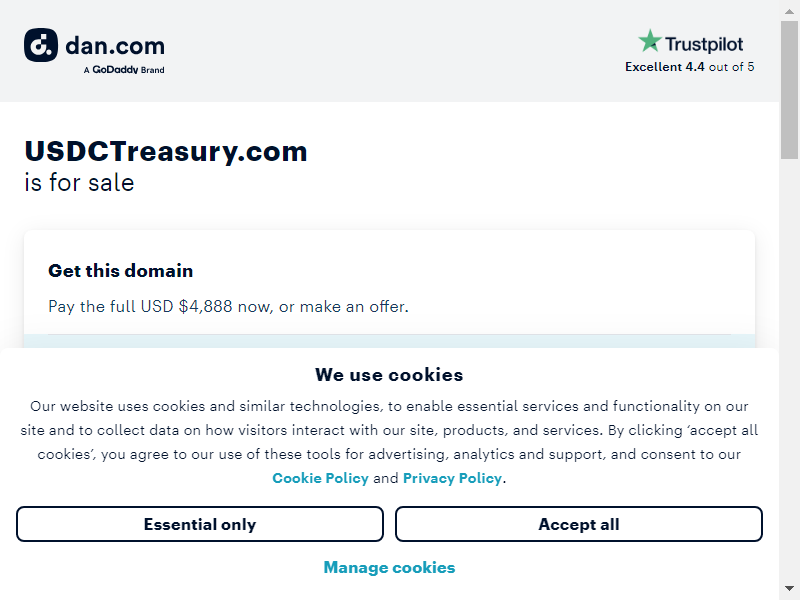 dan.com
A GoDaddy Brand
Trustpilot
Excellent 4.4 out of 5
USDCTreasury.com
is for sale
Get this domain
Pay the full USD $4,888 now, or make an offer.
We use cookies
Our website uses cookies and similar technologies, to enable essential services and functionality on our
site and to collect data on how visitors interact with our site, products, and services. By clicking ‘accept all
cookies’, you agree to our use of these tools for advertising, analytics and support, and consent to our
Cookie Policy and Privacy Policy.
Essential only
Accept all
Manage cookies